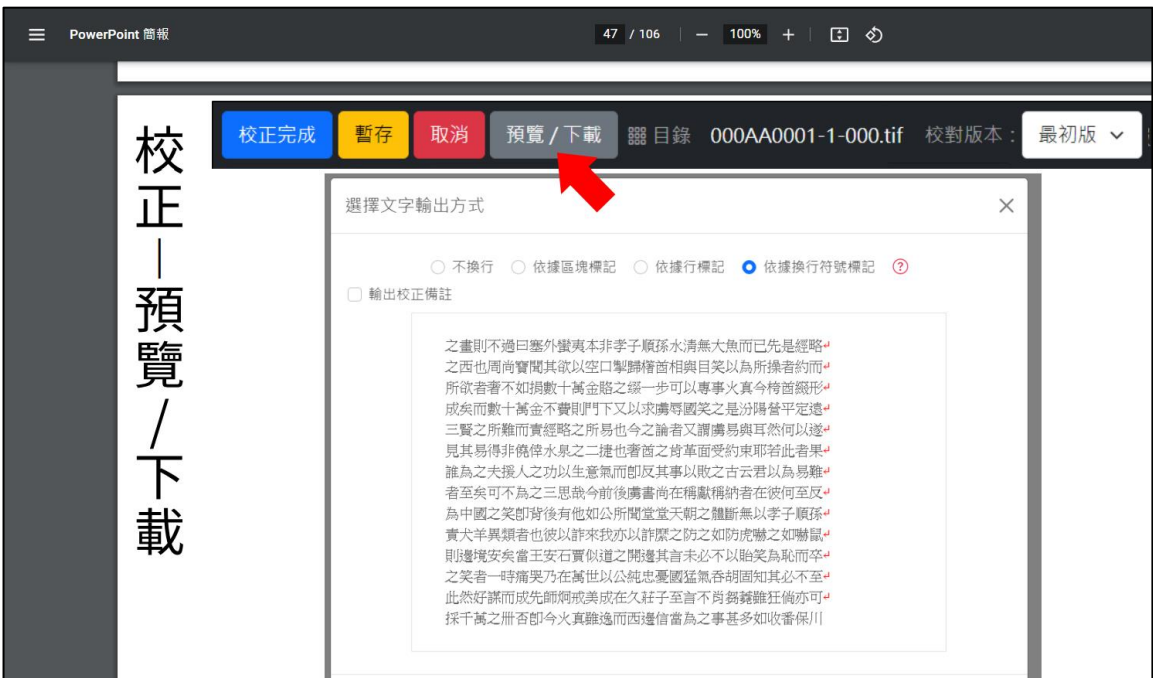 PowerPoint 簡報
47 / 106
100%
校正｜預覽/下載
校正完成
暫存
取消
預覽 / 下載
目錄
000AA0001-1-000.tif
校對版本：
最初版
選擇文字輸出方式
不換行
依據區塊標記
依據行標記
依據換行符號標記
輸出校正備註
之畫則不過曰塞外蠻夷本非孝子順孫水清無大魚而已先是經略↵
之西也周尚寶聞其欲以空口掣歸㮮酋相與目笑以為所操者約而↵
所欲者奢不如捐數十萬金賂之綴一步可以專事火真今㮮酋綴形↵
成矣而數十萬金不費則門下又以求虜辱國笑之是汾陽營平定遠↵
三賢之所難而責經略之所易也今之論者又謂虜易與耳然何以遂↵
見其易得非僥倖水泉之二捷也奢酋之肯革面受約束耶若此者果↵
誰為之夫援人之功以生意氣而卽反其事以敗之古云君以為易難↵
者至矣可不為之三思哉今前後虜書尚在稱獻稱納者在彼何至反↵
為中國之笑卽背後有他如公所聞堂堂天朝之體斷無以孝子順孫↵
責犬羊異類者也彼以詐來我亦以詐縻之防之如防虎嚇之如嚇鼠↵
則邊境安矣當王安石賈似道之開邊其言未必不以貽笑為恥而卒↵
之笑者一時痛哭乃在萬世以公純忠憂國猛氣吞胡固知其必不至↵
此然好謀而成先師炯戒美成在久莊子至言不肖芻蕘雖狂倘亦可↵
採千萬之卌否卽今火真雖逸而西邊信當為之事甚多如收番保川